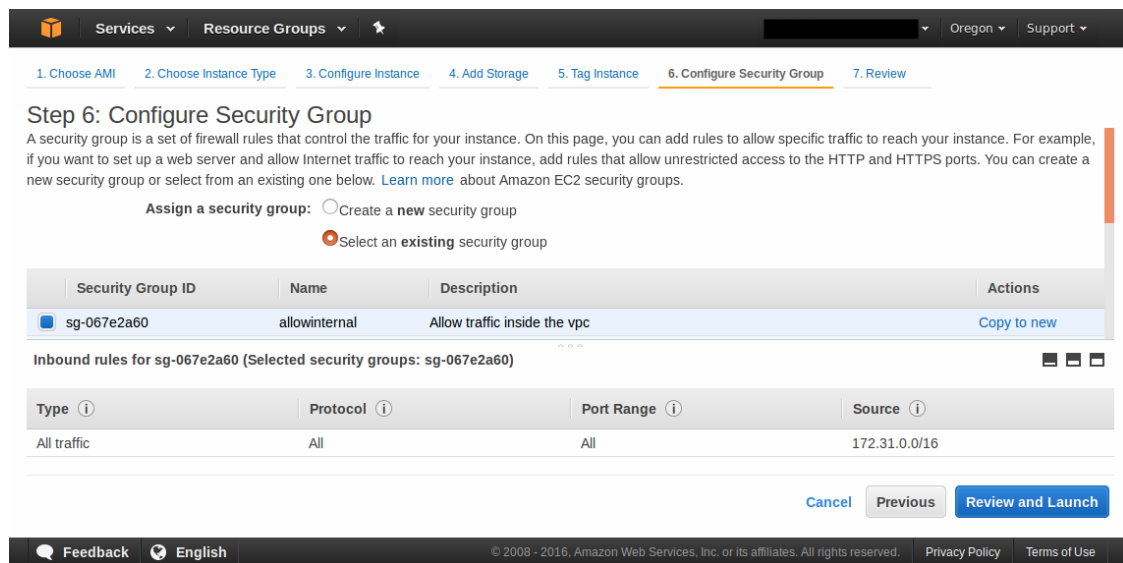 Services Resource Groups Oregon Support
1. Choose AMI 2. Choose Instance Type 3. Configure Instance 4. Add Storage 5. Tag Instance 6. Configure Security Group 7. Review
Step 6: Configure Security Group
A security group is a set of firewall rules that control the traffic for your instance. On this page, you can add rules to allow specific traffic to reach your instance. For example,
if you want to set up a web server and allow Internet traffic to reach your instance, add rules that allow unrestricted access to the HTTP and HTTPS ports. You can create a
new security group or select from an existing one below. Learn more about Amazon EC2 security groups.
Assign a security group: Create a new security group
Select an existing security group
Security Group ID Name Description Actions
sg-067e2a60 allowinternal Allow traffic inside the vpc Copy to new
Inbound rules for sg-067e2a60 (Selected security groups: sg-067e2a60)
Type Protocol Port Range Source
All traffic All All 172.31.0.0/16
Cancel Previous Review and Launch
Feedback English © 2008 - 2016, Amazon Web Services, Inc. or its affiliates. All rights reserved. Privacy Policy Terms of Use